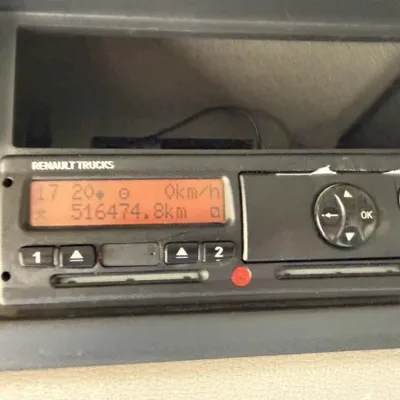 RENAULT TRUCKS
17 20 0km/h
516474.8km
1 2
OK